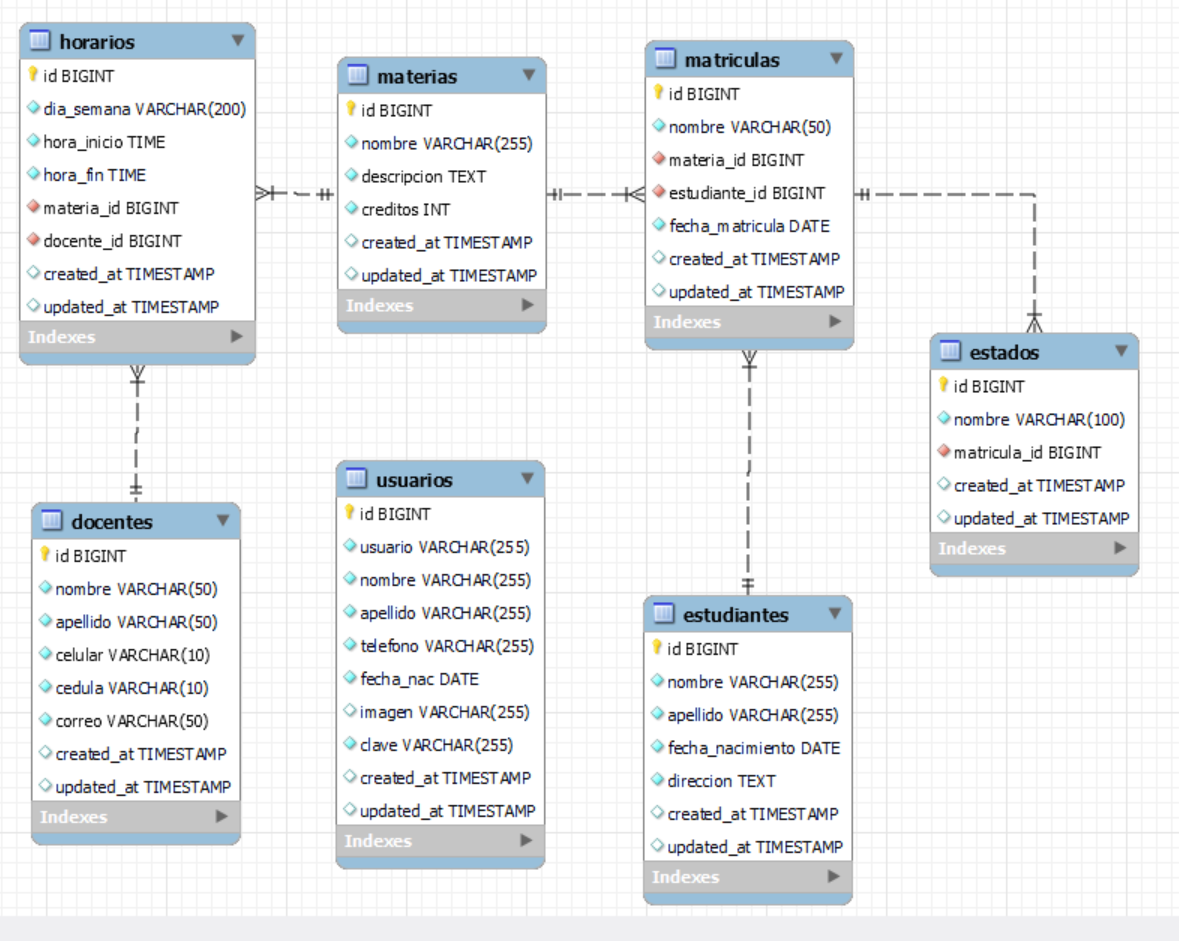 horarios
id BIGINT
dia_semana VARCHAR(200)
hora_inicio TIME
hora_fin TIME
materia_id BIGINT
docente_id BIGINT
created_at TIMESTAMP
updated_at TIMESTAMP
Indexes
materias
id BIGINT
nombre VARCHAR(255)
descripcion TEXT
creditos INT
created_at TIMESTAMP
updated_at TIMESTAMP
Indexes
matriculas
id BIGINT
nombre VARCHAR(50)
materia_id BIGINT
estudiante_id BIGINT
fecha_matricula DATE
created_at TIMESTAMP
updated_at TIMESTAMP
Indexes
estados
id BIGINT
nombre VARCHAR(100)
matricula_id BIGINT
created_at TIMESTAMP
updated_at TIMESTAMP
Indexes
docentes
id BIGINT
nombre VARCHAR(50)
apellido VARCHAR(50)
celular VARCHAR(10)
cedula VARCHAR(10)
correo VARCHAR(50)
created_at TIMESTAMP
updated_at TIMESTAMP
Indexes
usuarios
id BIGINT
usuario VARCHAR(255)
nombre VARCHAR(255)
apellido VARCHAR(255)
telefono VARCHAR(255)
fecha_nac DATE
imagen VARCHAR(255)
clave VARCHAR(255)
created_at TIMESTAMP
updated_at TIMESTAMP
Indexes
estudiantes
id BIGINT
nombre VARCHAR(255)
apellido VARCHAR(255)
fecha_nacimiento DATE
direccion TEXT
created_at TIMESTAMP
updated_at TIMESTAMP
Indexes